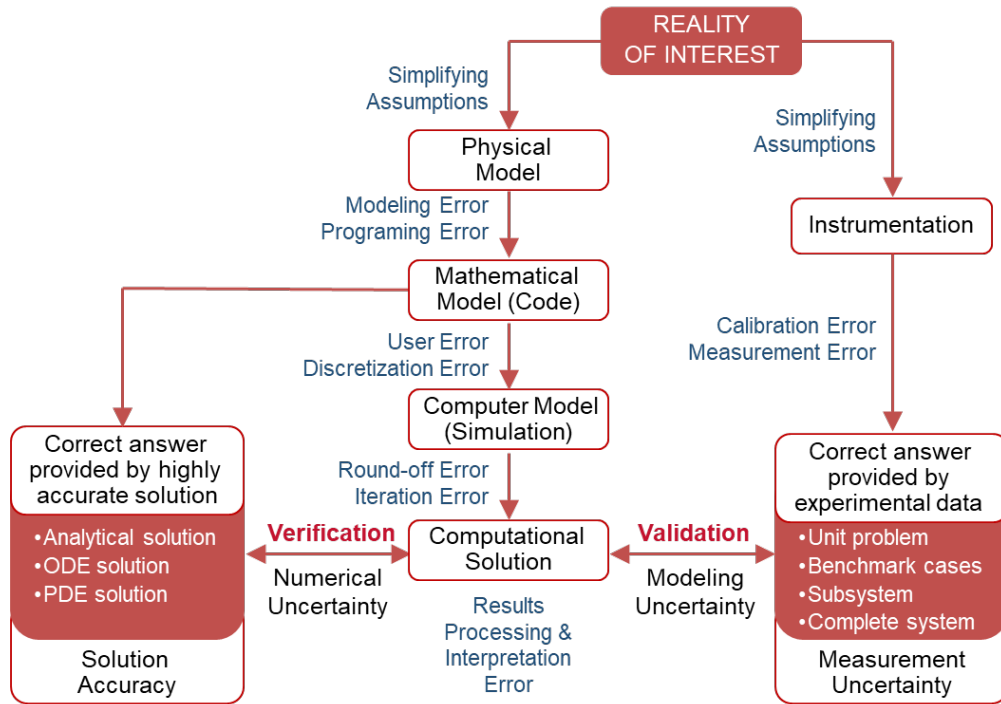 REALITY
OF INTEREST
Simplifying
Assumptions
Simplifying
Assumptions
Physical
Model
Modeling Error
Programing Error
Instrumentation
Mathematical
Model (Code)
User Error
Discretization Error
Calibration Error
Measurement Error
Computer Model
(Simulation)
Round-off Error
Iteration Error
Correct answer
provided by highly
accurate solution
•Analytical solution
•ODE solution
•PDE solution
Solution
Accuracy
Verification
Numerical
Uncertainty
Computational
Solution
Results
Processing &
Interpretation
Error
Validation
Modeling
Uncertainty
Correct answer
provided by
experimental data
•Unit problem
•Benchmark cases
•Subsystem
•Complete system
Measurement
Uncertainty